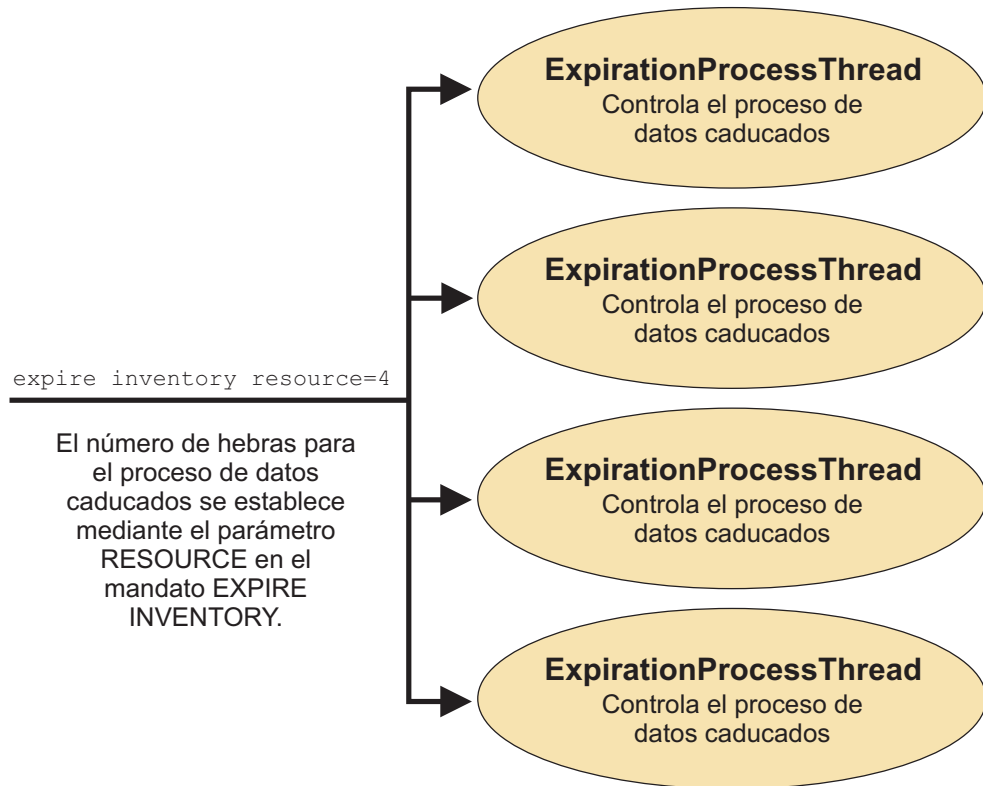 ExpirationProcessThread
Controla el proceso de
datos caducados
ExpirationProcessThread
Controla el proceso de
datos caducados
expire inventory resource=4
El número de hebras para
el proceso de datos
caducados se establece
mediante el parámetro
RESOURCE en el
mandato EXPIRE
INVENTORY.
ExpirationProcessThread
Controla el proceso de
datos caducados
ExpirationProcessThread
Controla el proceso de
datos caducados